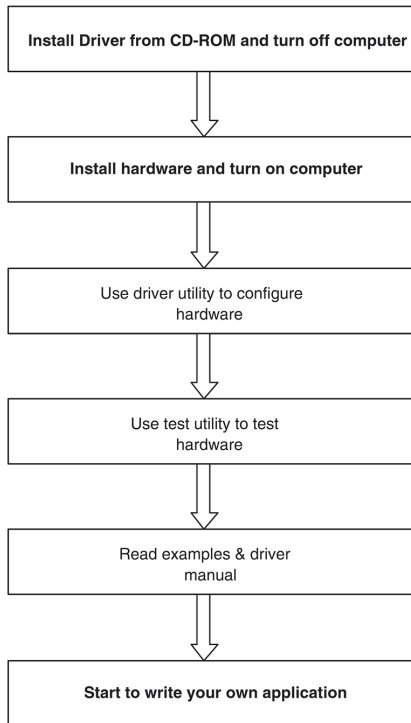 Install Driver from CD-ROM and turn off computer
Install hardware and turn on computer
Use driver utility to configure
hardware
Use test utility to test
hardware
Read examples & driver
manual
Start to write your own application